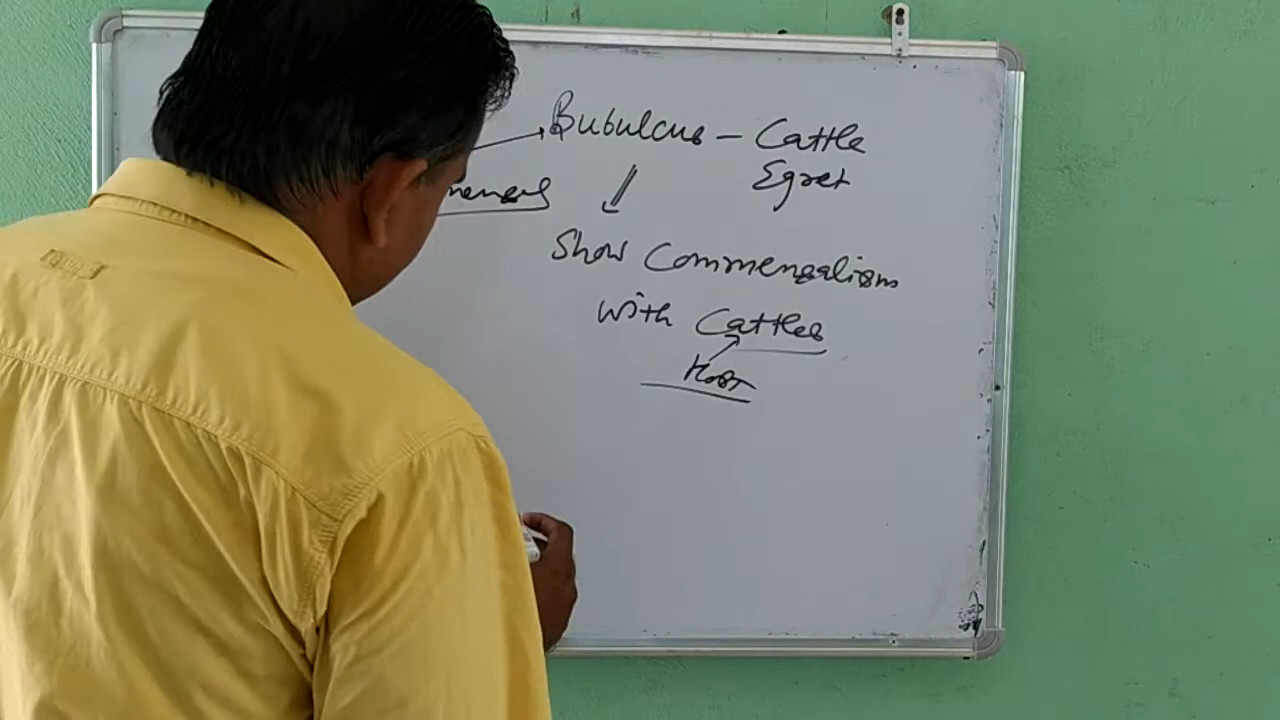 Bubulcus - Cattle
Egret
Show Commensalism
with Cattles
Host